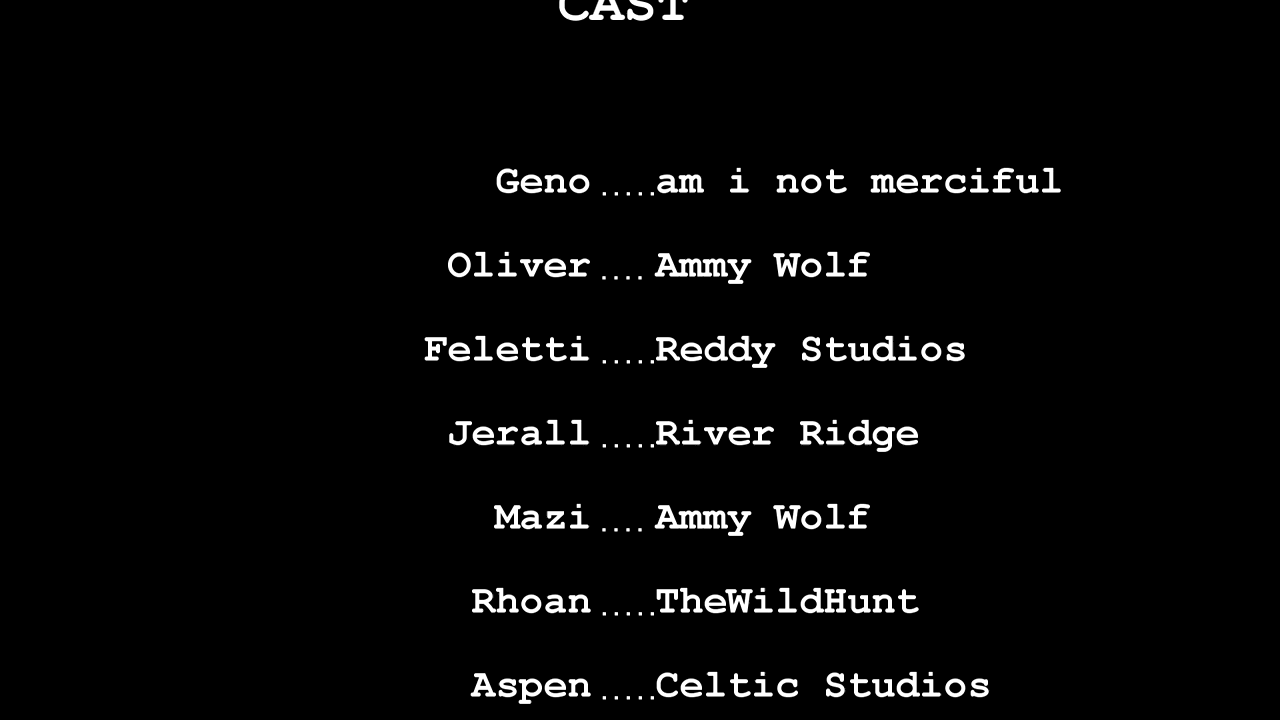 CAST
Geno .....am i not merciful
Oliver .... Ammy Wolf
Feletti .....Reddy Studios
Jerall .....River Ridge
Mazi .... Ammy Wolf
Rhoan .....TheWildHunt
Aspen .....Celtic Studios